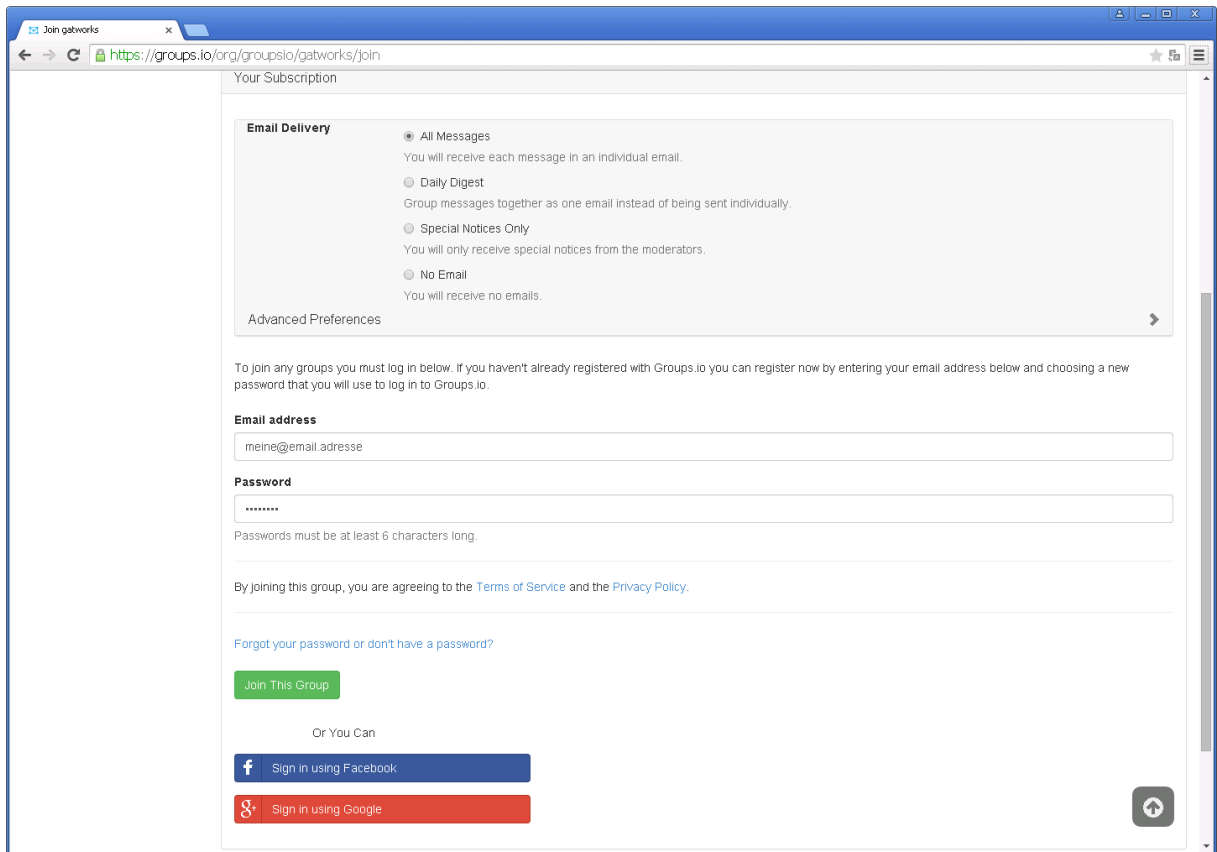 Join gatworks
https://groups.io/org/groupsio/gatworks/join
Your Subscription
Email Delivery
All Messages
You will receive each message in an individual email.
Daily Digest
Group messages together as one email instead of being sent individually.
Special Notices Only
You will only receive special notices from the moderators.
No Email
You will receive no emails.
Advanced Preferences
To join any groups you must log in below. If you haven't already registered with Groups.io you can register now by entering your email address below and choosing a new
password that you will use to log in to Groups.io.
Email address
meine@email.adresse
Password
••••••••
Passwords must be at least 6 characters long.
By joining this group, you are agreeing to the Terms of Service and the Privacy Policy.
Forgot your password or don't have a password?
Join This Group
Or You Can
f Sign in using Facebook
g+ Sign in using Google